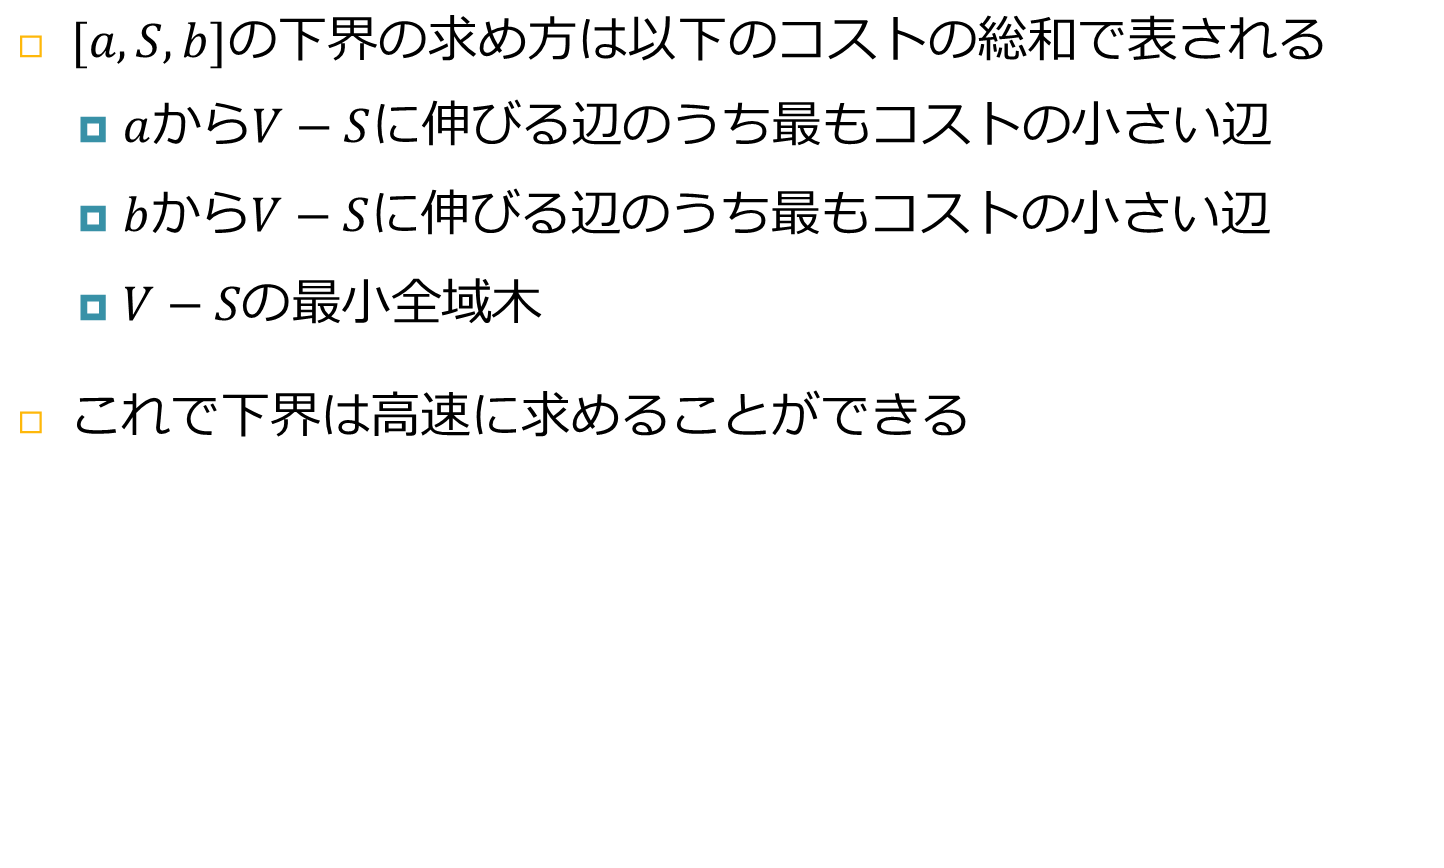 [a, S, b]の下界の求め方は以下のコストの総和で表される
aからV − Sに伸びる辺のうち最もコストの小さい辺
bからV − Sに伸びる辺のうち最もコストの小さい辺
V − Sの最小全域木
これで下界は高速に求めることができる